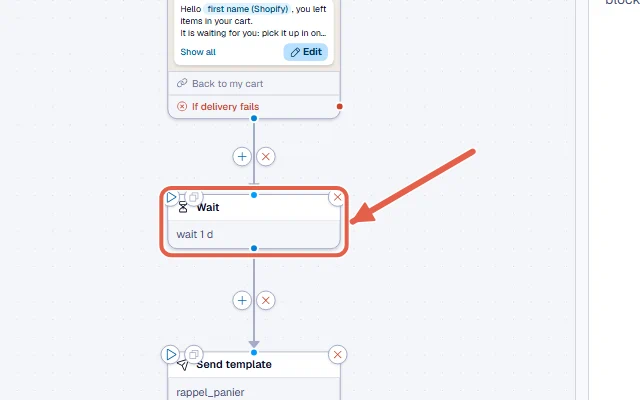 Hello first name (Shopify) , you left
items in your cart.
It is waiting for you: pick it up in on...
Show all
Edit
Back to my cart
If delivery fails
Wait
wait 1 d
Send template
rappel_panier